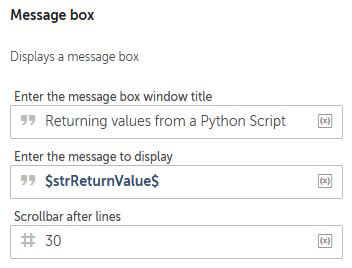 Message box
Displays a message box
Enter the message box window title
Returning values from a Python Script
Enter the message to display
$strReturnValue$
Scrollbar after lines
30